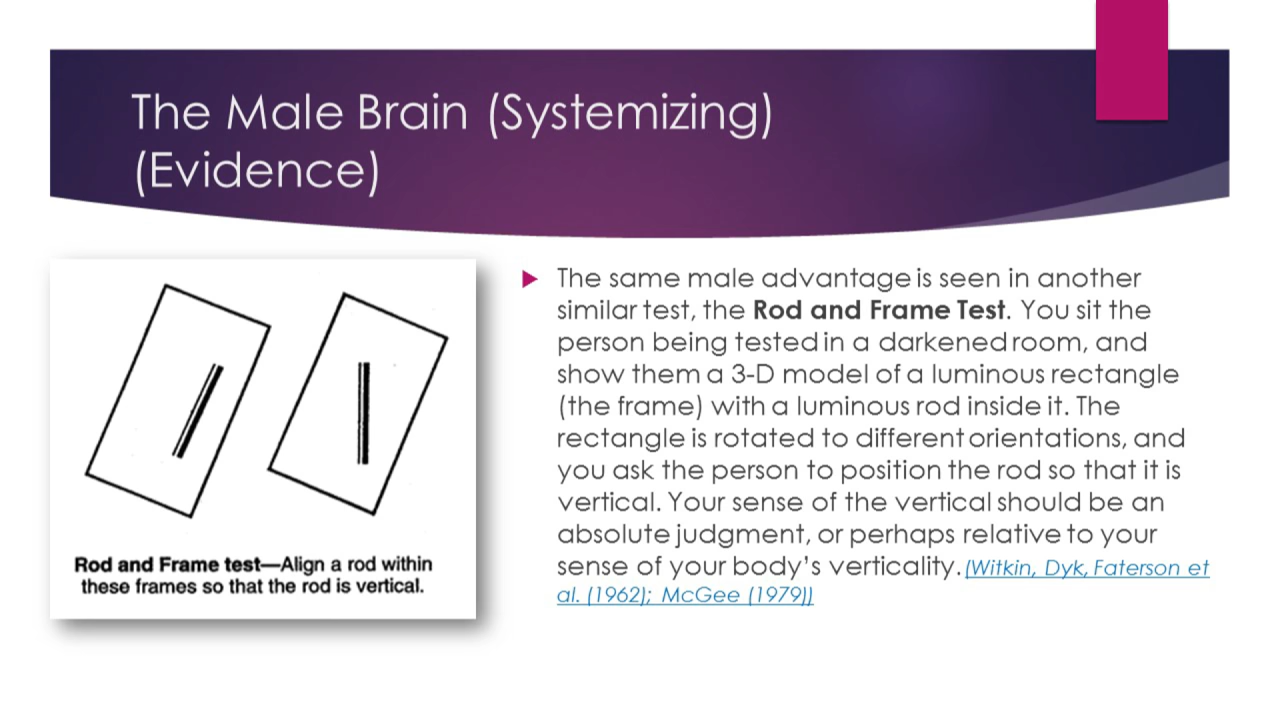 The Male Brain (Systemizing)
(Evidence)
Rod and Frame test—Align a rod within
these frames so that the rod is vertical.
The same male advantage is seen in another
similar test, the Rod and Frame Test. You sit the
person being tested in a darkened room, and
show them a 3-D model of a luminous rectangle
(the frame) with a luminous rod inside it. The
rectangle is rotated to different orientations, and
you ask the person to position the rod so that it is
vertical. Your sense of the vertical should be an
absolute judgment, or perhaps relative to your
sense of your body's verticality. (Witkin, Dyk, Faterson et
al. (1962); McGee (1979))